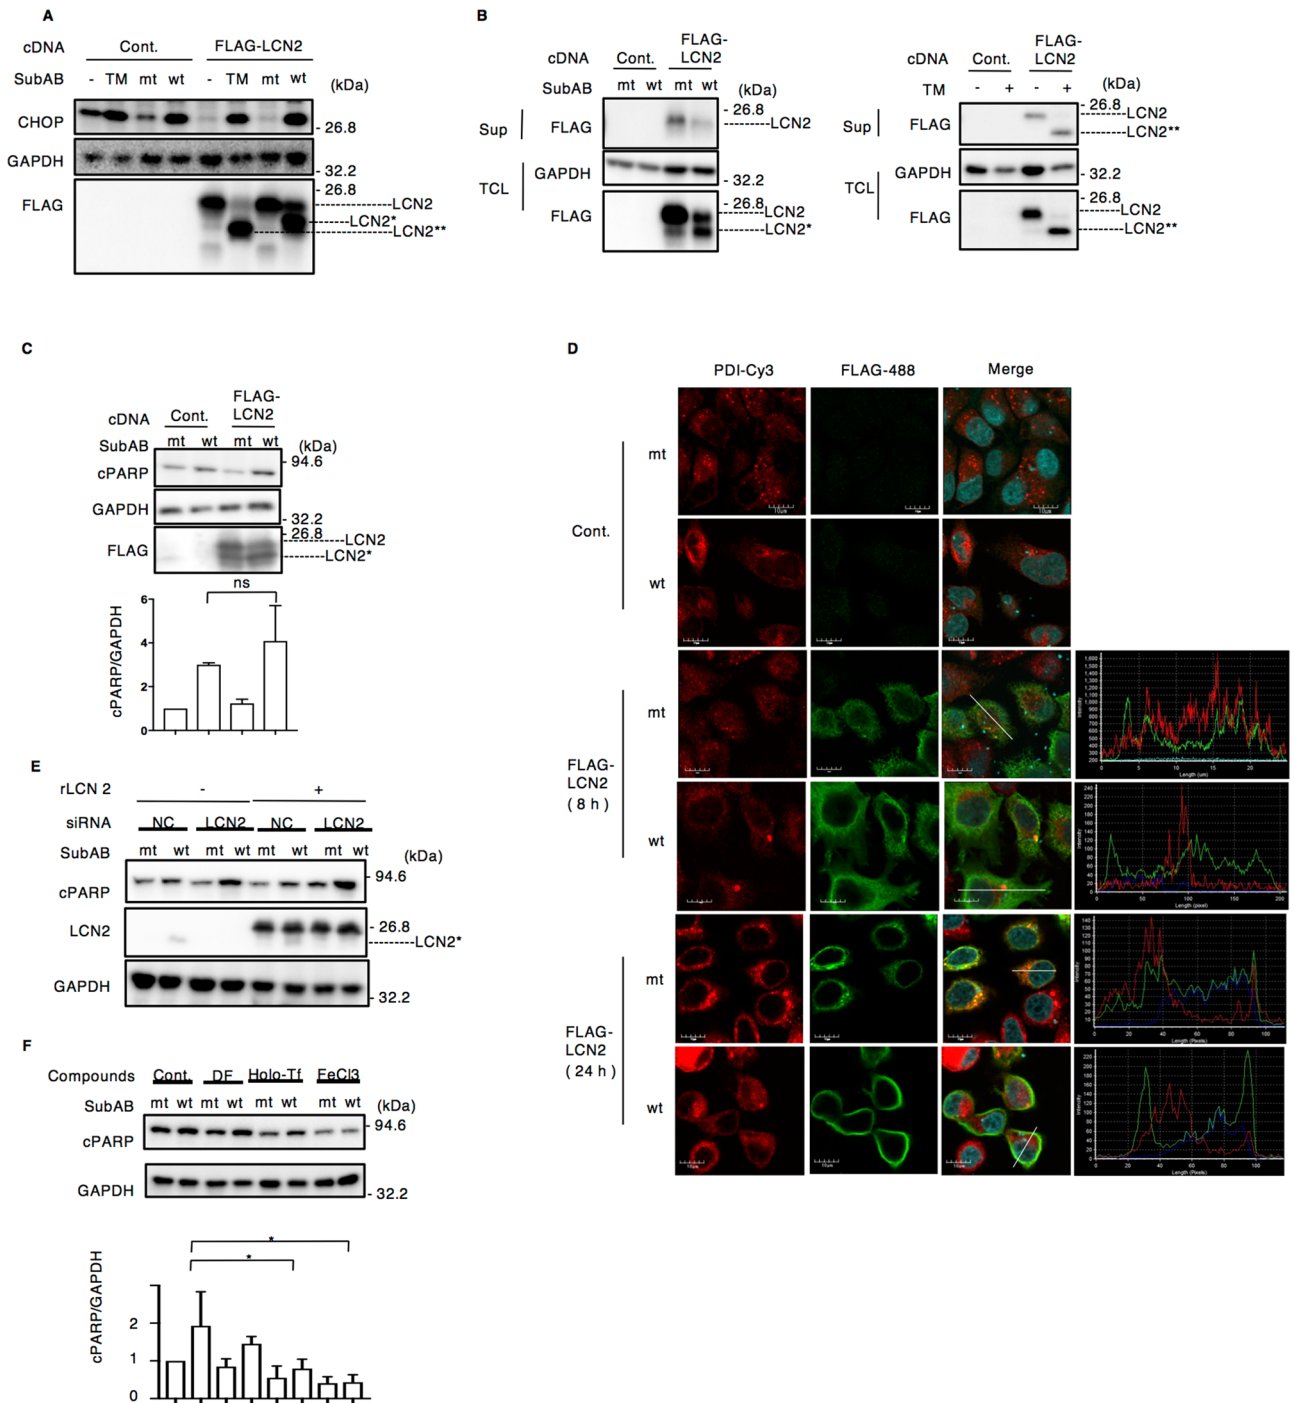 A
cDNA Cont. FLAG-LCN2
SubAB - TM mt wt - TM mt wt (kDa)
CHOP - 26.8
GAPDH - 32.2
- 26.8
FLAG LCN2
LCN2*
LCN2**
B
cDNA Cont. FLAG-
LCN2
SubAB mt wt mt wt (kDa)
- 26.8
Sup FLAG LCN2
TCL GAPDH - 32.2
- 26.8
FLAG LCN2
LCN2*
cDNA Cont. FLAG-
LCN2
TM - + - + (kDa)
- 26.8
Sup FLAG LCN2
LCN2**
TCL GAPDH - 32.2
- 26.8
FLAG LCN2
LCN2**
C
cDNA Cont. FLAG-
LCN2
SubAB mt wt mt wt (kDa)
cPARP - 94.6
GAPDH - 32.2
- 26.8
FLAG LCN2
LCN2*
ns
cPARP/GAPDH
6
4
2
0
D
PDI-Cy3 FLAG-488 Merge
Cont.
mt
wt
FLAG-
LCN2
( 8 h )
mt
wt
FLAG-
LCN2
( 24 h )
mt
wt
E
rLCN 2 - +
siRNA NC LCN2 NC LCN2
SubAB mt wt mt wt mt wt mt wt (kDa)
cPARP - 94.6
LCN2 - 26.8
LCN2*
GAPDH - 32.2
F
Compounds Cont. DF Holo-Tf FeCl3
SubAB mt wt mt wt mt wt mt wt (kDa)
cPARP - 94.6
GAPDH - 32.2
*
*
cPARP/GAPDH
2
1
0